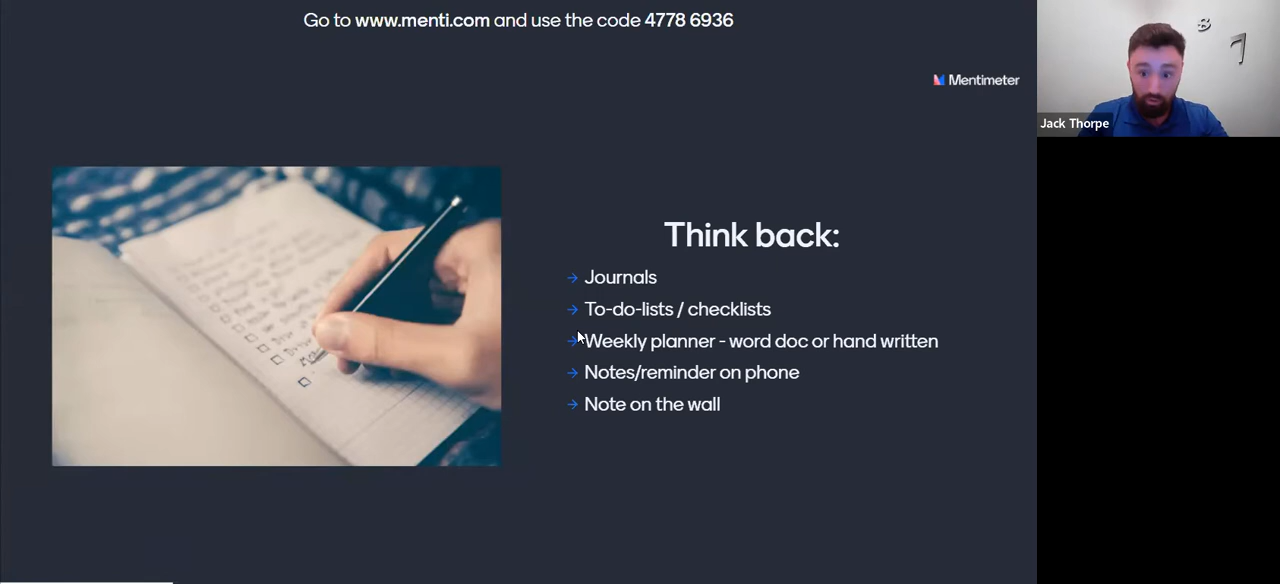 Go to www.menti.com and use the code 4778 6936
Mentimeter
Jack Thorpe
Think back:
→ Journals
→ To-do-lists / checklists
→ Weekly planner - word doc or hand written
→ Notes/reminder on phone
→ Note on the wall